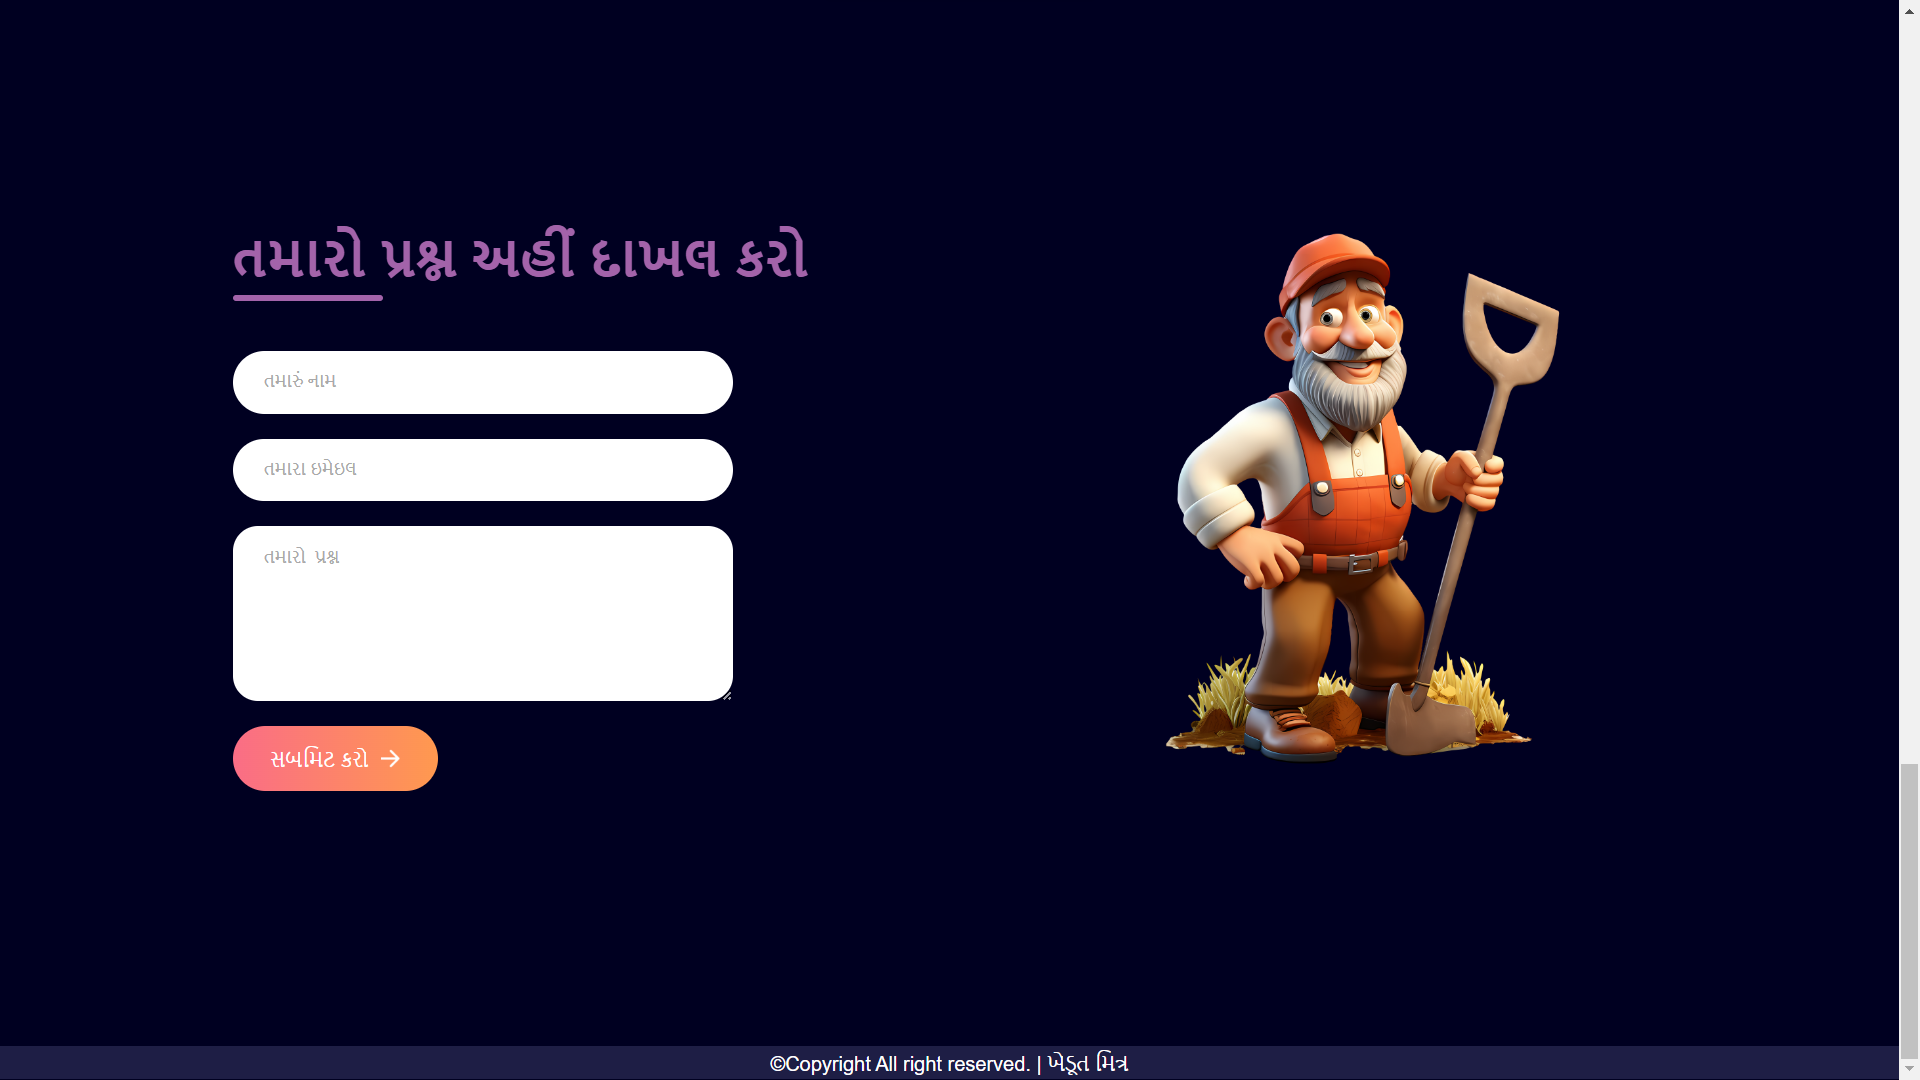 તમારો પ્રશ્ન અહીં દાખલ કરો
તમારું નામ
તમારા ઇમેઇલ
તમારો પ્રશ્ન
સબમિટ કરો
©Copyright All right reserved. | ખેડૂત મિત્ર